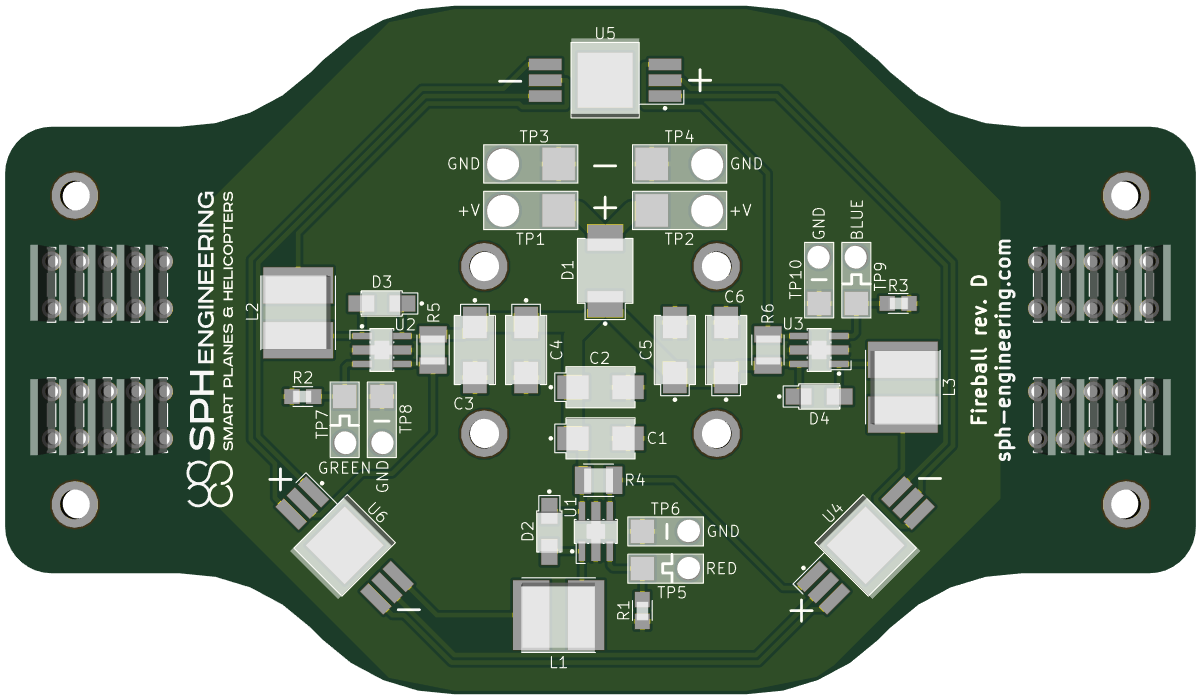 U5
−
+
TP3
TP4
GND
−
GND
+V
+
+V
TP1
TP2
GND
BLUE
D1
TP10
TP9
D3
R3
L2
U2
R5
C6
R6
U3
C4
C5
C2
R2
C3
L3
D4
TP7
TP8
C1
GREEN
GND
SPH ENGINEERING
SMART PLANES & HELICOPTERS
Fireball rev. D
sph-engineering.com
+
U6
−
R4
U1
D2
TP6
GND
RED
TP5
R1
L1
U4
−
+